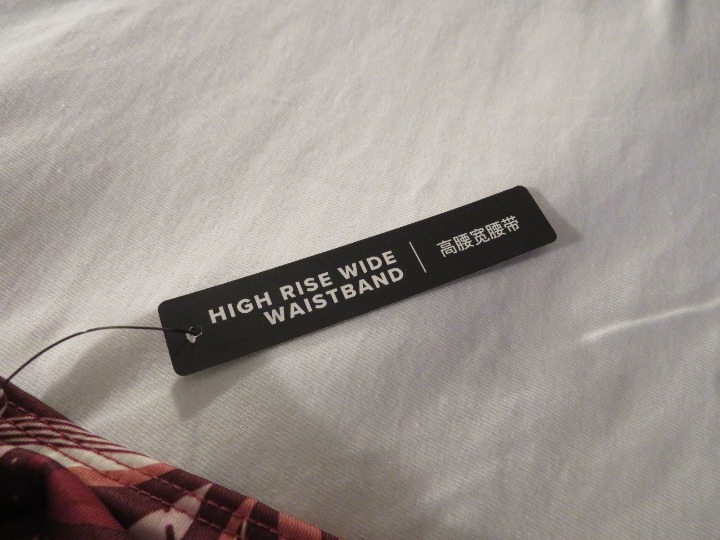 HIGH RISE WIDE
WAISTBAND
高腰宽腰带